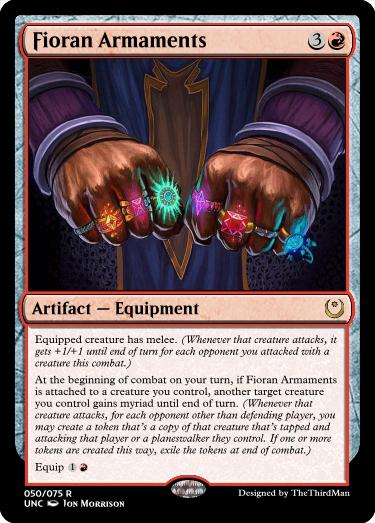 Fioran Armaments 3
Artifact — Equipment
Equipped creature has melee. (Whenever that creature attacks, it
gets +1/+1 until end of turn for each opponent you attacked with a
creature this combat.)
At the beginning of combat on your turn, if Fioran Armaments
is attached to a creature you control, another target creature
you control gains myriad until end of turn. (Whenever that
creature attacks, for each opponent other than defending player, you
may create a token that's a copy of that creature that's tapped and
attacking that player or a planeswalker they control. If one or more
tokens are created this way, exile the tokens at end of combat.)
Equip 1
050/075 R
UNC Jon Morrison
Designed by TheThirdMan